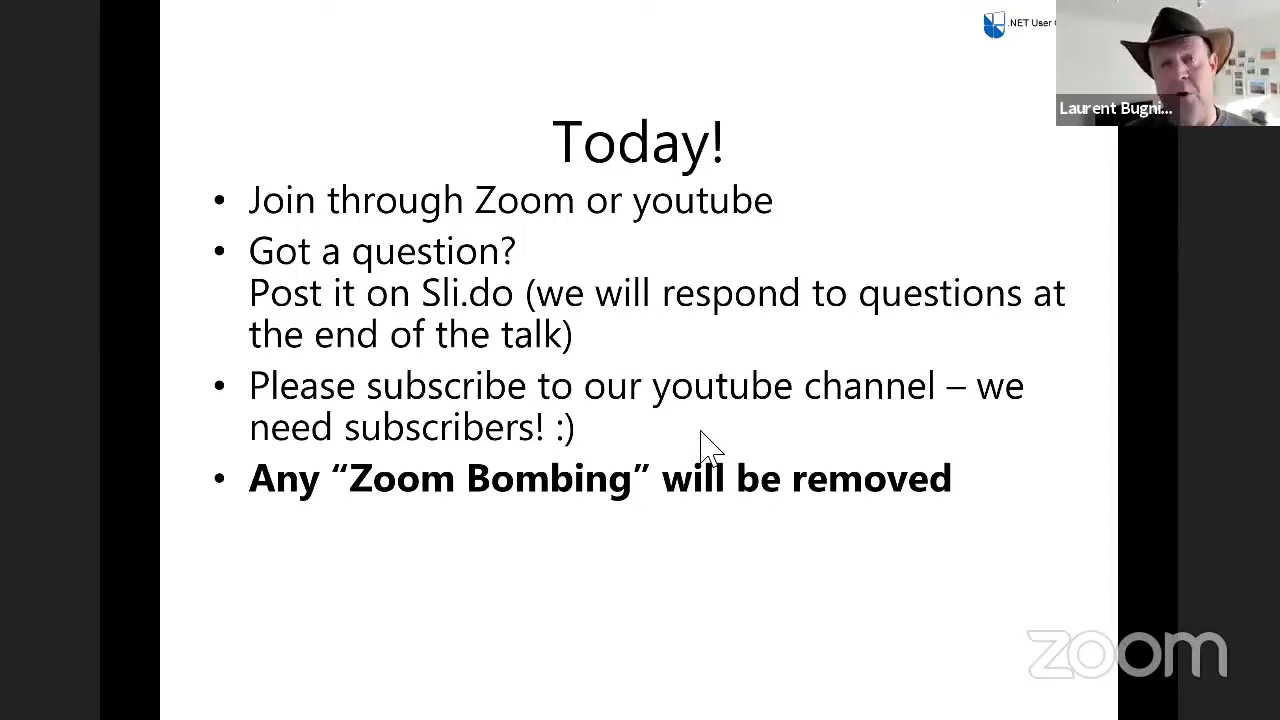 .NET User
Laurent Bugni...
Today!
• Join through Zoom or youtube
• Got a question?
Post it on Sli.do (we will respond to questions at
the end of the talk)
• Please subscribe to our youtube channel – we
need subscribers! :)
• Any “Zoom Bombing” will be removed
zoom